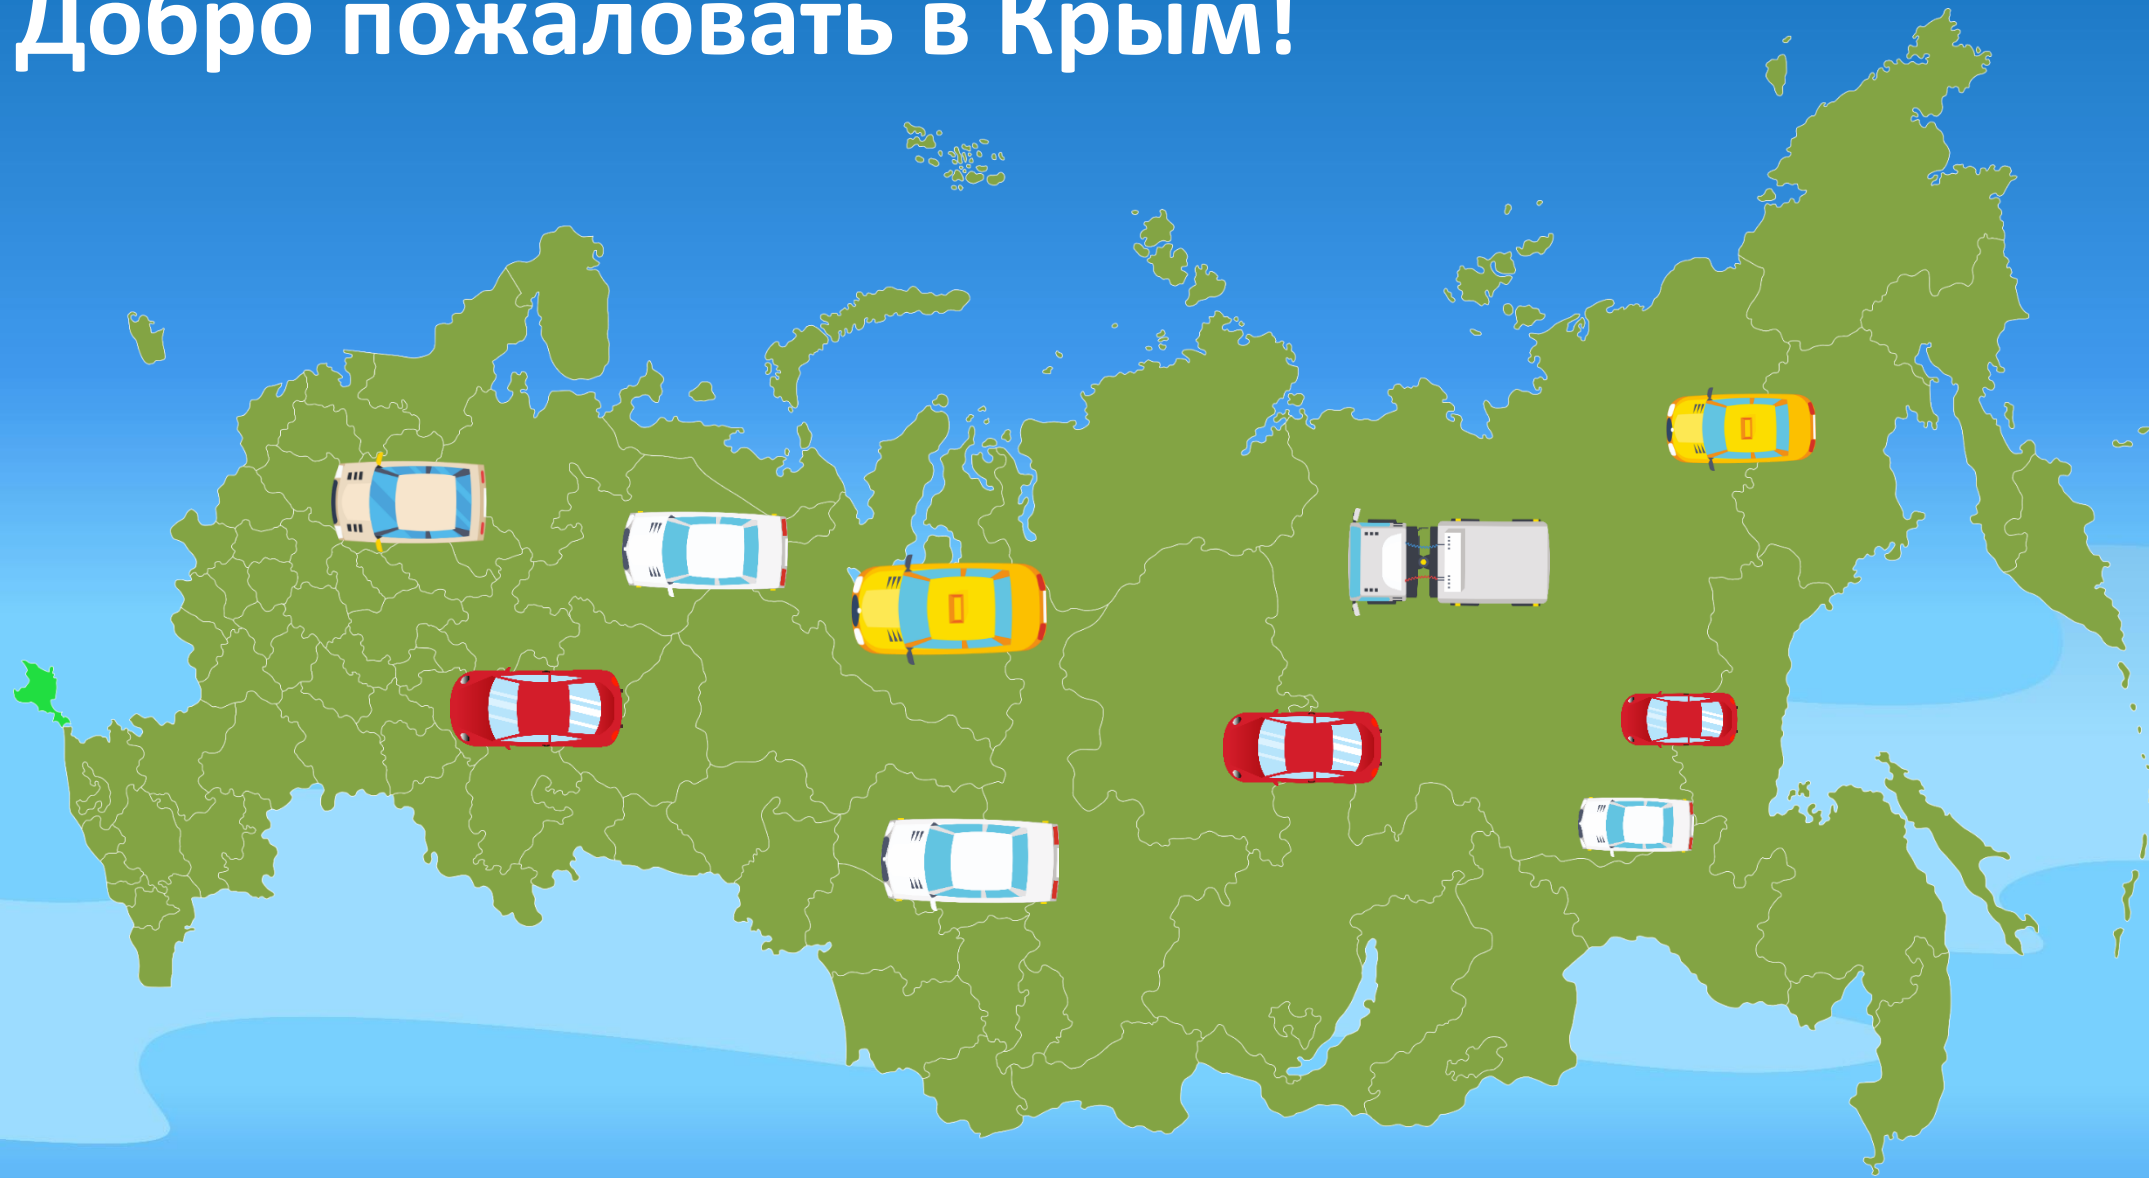 Добро пожаловать в Крым!